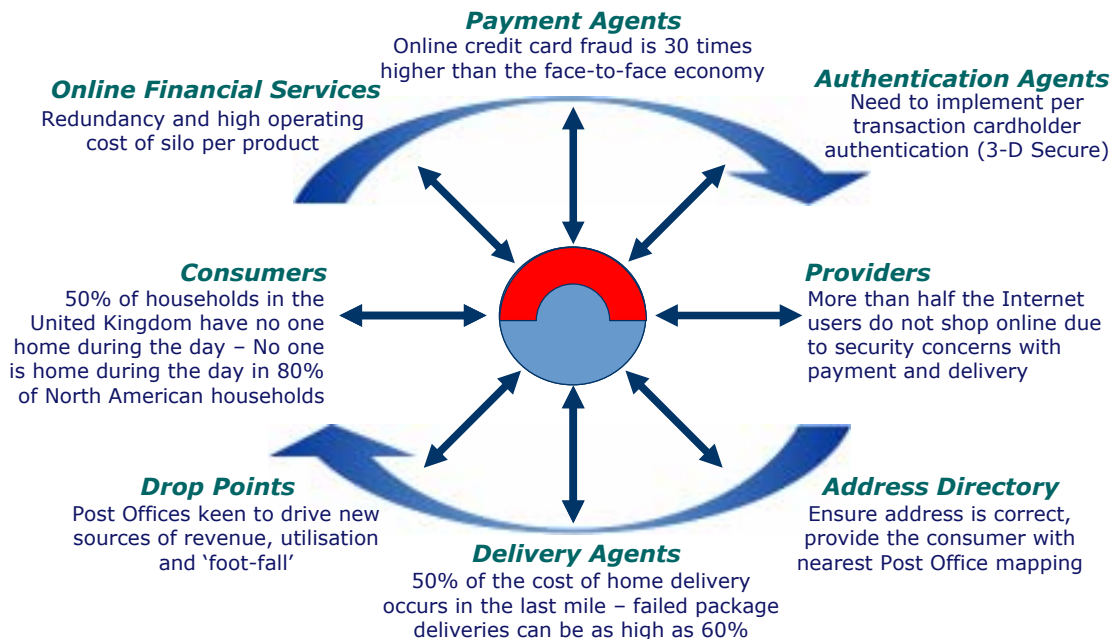 Payment Agents
Online credit card fraud is 30 times
higher than the face-to-face economy
Online Financial Services
Redundancy and high operating
cost of silo per product
Authentication Agents
Need to implement per
transaction cardholder
authentication (3-D Secure)
Consumers
50% of households in the
United Kingdom have no one
home during the day – No one
is home during the day in 80%
of North American households
Providers
More than half the Internet
users do not shop online due
to security concerns with
payment and delivery
Drop Points
Post Offices keen to drive new
sources of revenue, utilisation
and ‘foot-fall’
Delivery Agents
50% of the cost of home delivery
occurs in the last mile – failed package
deliveries can be as high as 60%
Address Directory
Ensure address is correct,
provide the consumer with
nearest Post Office mapping